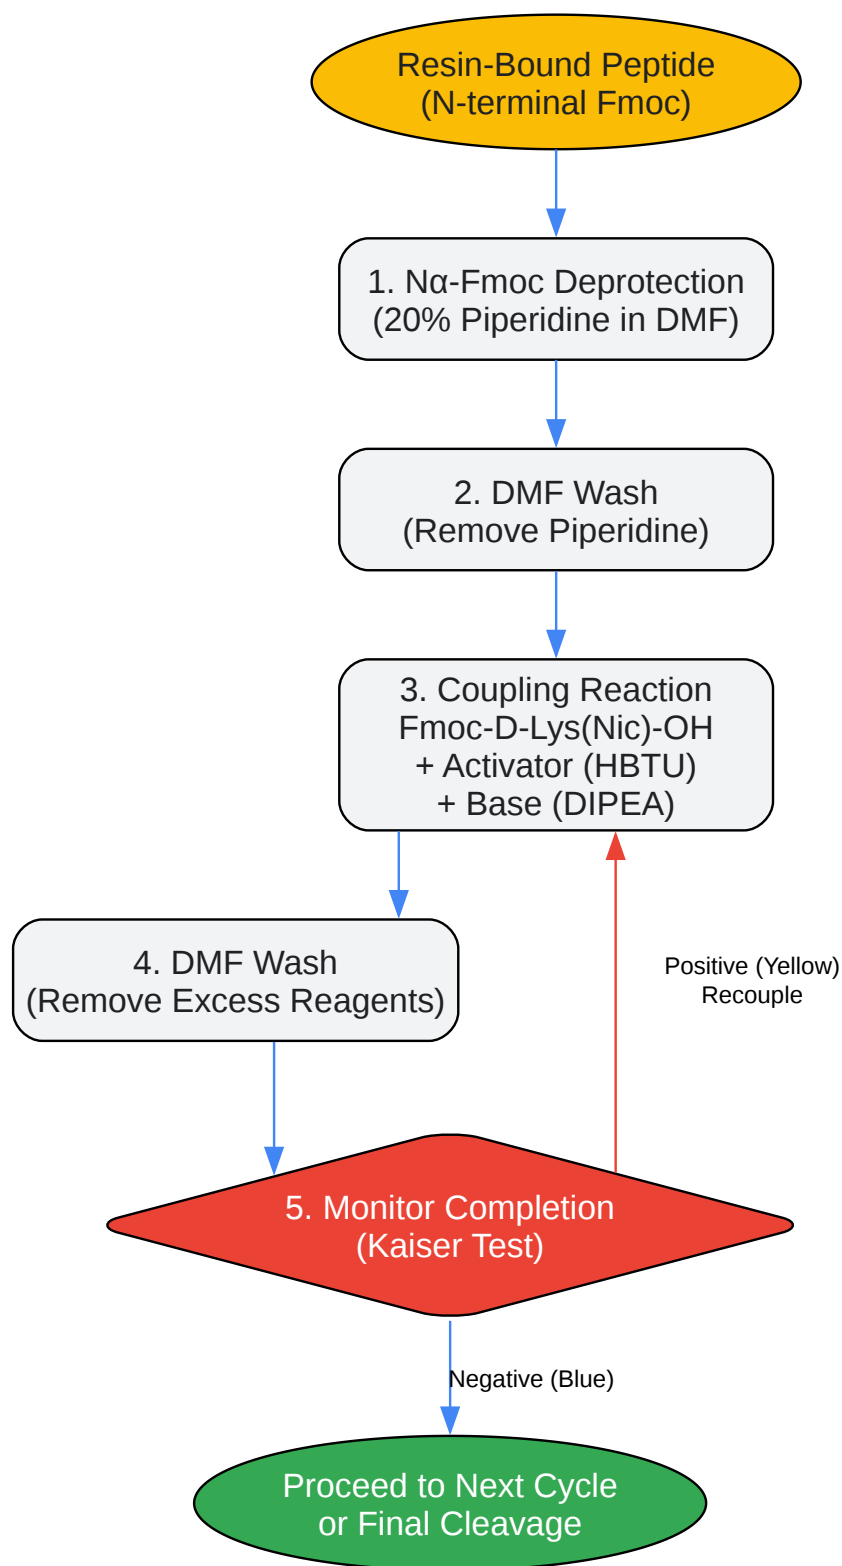 Resin-Bound Peptide
(N-terminal Fmoc)
1. Nα-Fmoc Deprotection
(20% Piperidine in DMF)
2. DMF Wash
(Remove Piperidine)
3. Coupling Reaction
Fmoc-D-Lys(Nic)-OH
+ Activator (HBTU)
+ Base (DIPEA)
4. DMF Wash
(Remove Excess Reagents)
Positive (Yellow)
Recouple
5. Monitor Completion
(Kaiser Test)
Negative (Blue)
Proceed to Next Cycle
or Final Cleavage